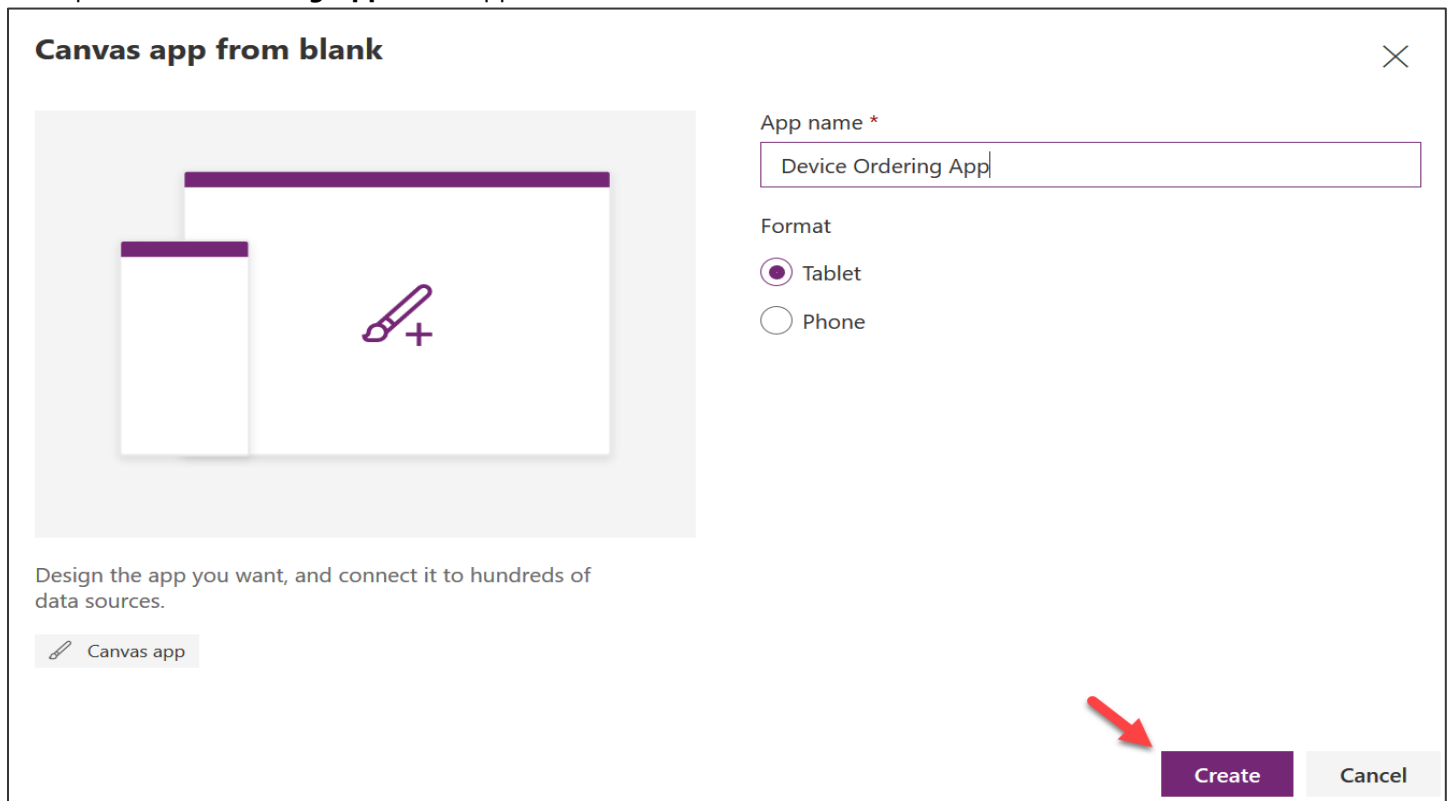 Canvas app from blank
App name *
Device Ordering App
Format
Tablet
Phone
Design the app you want, and connect it to hundreds of
data sources.
Canvas app
Create
Cancel